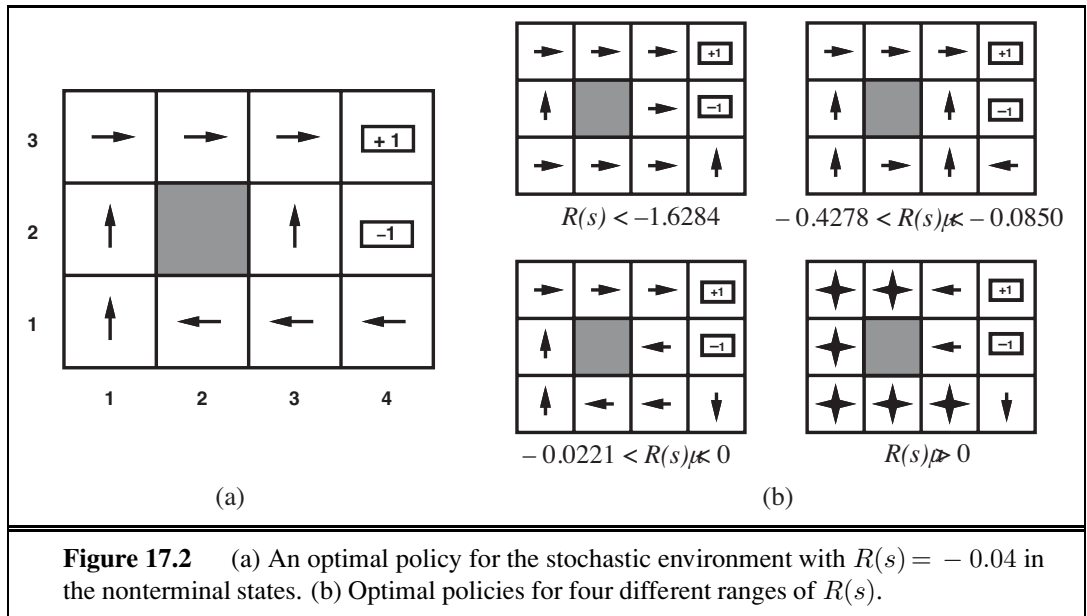 3
2
1
1 2 3 4
+ 1
–1
(a)
+1
–1
R(s) < –1.6284
+1
–1
– 0.4278 < R(s)µ< – 0.0850
+1
–1
– 0.0221 < R(s)µ< 0
+1
–1
R(s)µ> 0
(b)
Figure 17.2 (a) An optimal policy for the stochastic environment with R(s) = – 0.04 in
the nonterminal states. (b) Optimal policies for four different ranges of R(s).